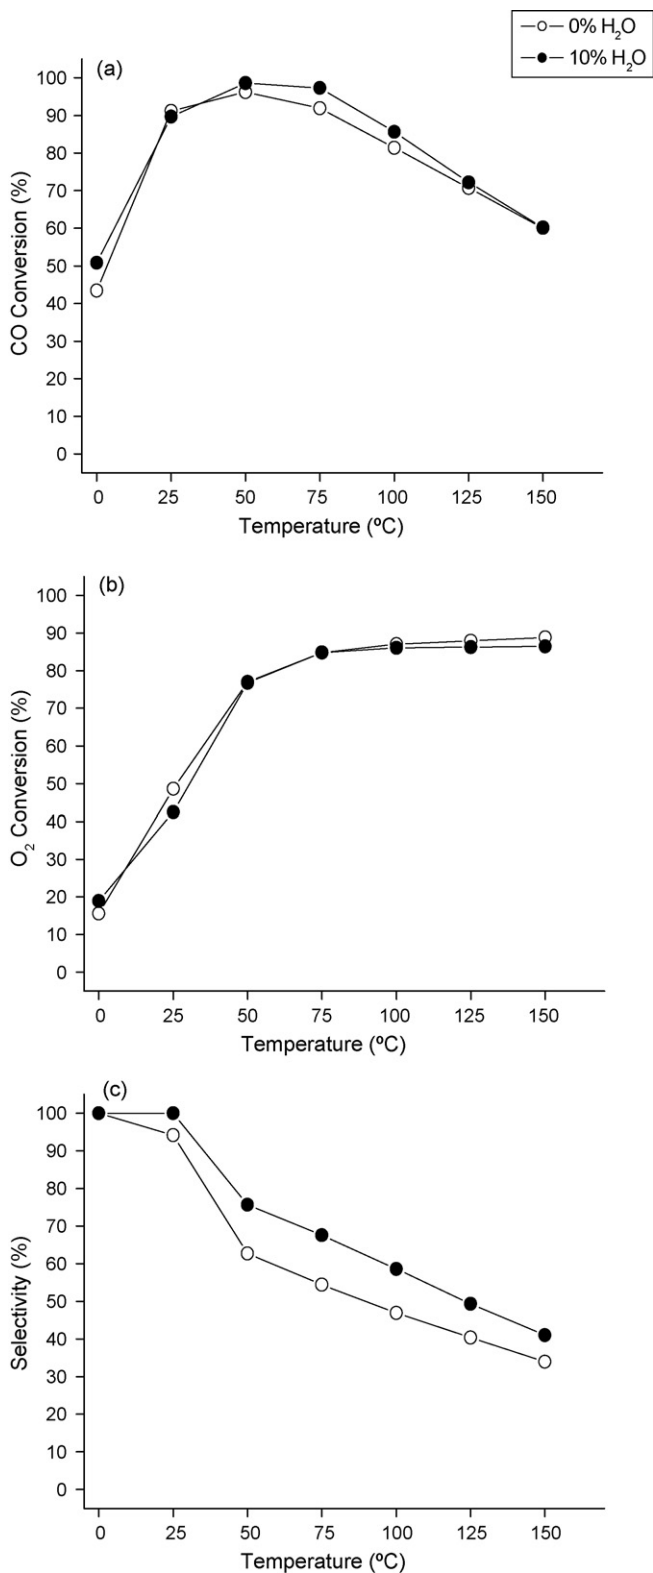 0% H₂O
10% H₂O
(a)
100
90
80
70
60
50
40
30
20
10
0
CO Conversion (%)
0 25 50 75 100 125 150
Temperature (ºC)
(b)
100
90
80
70
60
50
40
30
20
10
0
O₂ Conversion (%)
0 25 50 75 100 125 150
Temperature (ºC)
(c)
100
90
80
70
60
50
40
30
20
10
0
Selectivity (%)
0 25 50 75 100 125 150
Temperature (ºC)